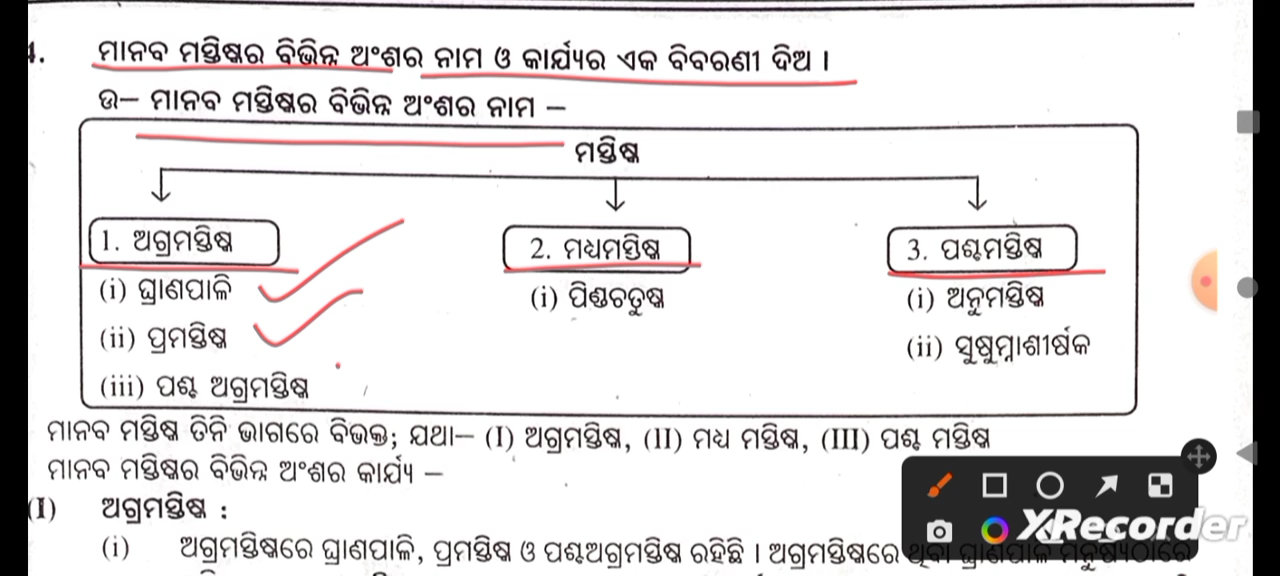 4. ମାନବ ମସ୍ତିଷ୍କର ବିଭିନ୍ନ ଅଂଶର ନାମ ଓ କାର୍ଯ୍ୟର ଏକ ବିବରଣୀ ଦିଅ ।
ଉ– ମାନବ ମସ୍ତିଷ୍କର ବିଭିନ୍ନ ଅଂଶର ନାମ –
ମସ୍ତିଷ୍କ
1. ଅଗ୍ରମସ୍ତିଷ୍କ 2. ମଧ୍ୟମସ୍ତିଷ୍କ 3. ପଶ୍ଚମସ୍ତିଷ୍କ
(i) ଘ୍ରାଣପାଳି (i) ପିଣ୍ଡଚତୁଷ୍କ (i) ଅନୁମସ୍ତିଷ୍କ
(ii) ପ୍ରମସ୍ତିଷ୍କ (ii) ସୁଷୁମ୍ନାଶୀର୍ଷକ
(iii) ପଶ୍ଚ ଅଗ୍ରମସ୍ତିଷ୍କ
ମାନବ ମସ୍ତିଷ୍କ ତିନି ଭାଗରେ ବିଭକ୍ତ; ଯଥା– (I) ଅଗ୍ରମସ୍ତିଷ୍କ, (II) ମଧ୍ୟ ମସ୍ତିଷ୍କ, (III) ପଶ୍ଚ ମସ୍ତିଷ୍କ
ମାନବ ମସ୍ତିଷ୍କର ବିଭିନ୍ନ ଅଂଶର କାର୍ଯ୍ୟ –
(I) ଅଗ୍ରମସ୍ତିଷ୍କ :
(i) ଅଗ୍ରମସ୍ତିଷ୍କରେ ଘ୍ରାଣପାଳି, ପ୍ରମସ୍ତିଷ୍କ ଓ ପଶ୍ଚଅଗ୍ରମସ୍ତିଷ୍କ ରହିଛି । ଅଗ୍ରମସ୍ତିଷ୍କରେ ଥିବା ଘ୍ରାଣପାଳି ମନୁଷ୍ୟଠାରେ
XRecorder